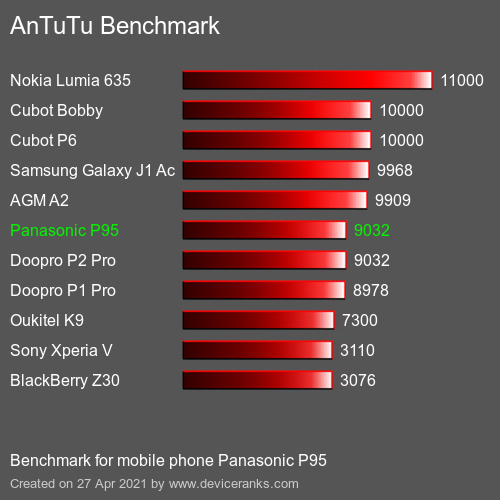 AnTuTu Benchmark
Nokia Lumia 635 11000
Cubot Bobby 10000
Cubot P6 10000
Samsung Galaxy J1 Ac 9968
AGM A2 9909
Panasonic P95 9032
Doopro P2 Pro 9032
Doopro P1 Pro 8978
Oukitel K9 7300
Sony Xperia V 3110
BlackBerry Z30 3076
Benchmark for mobile phone Panasonic P95
Created on 27 Apr 2021 by www.deviceranks.com